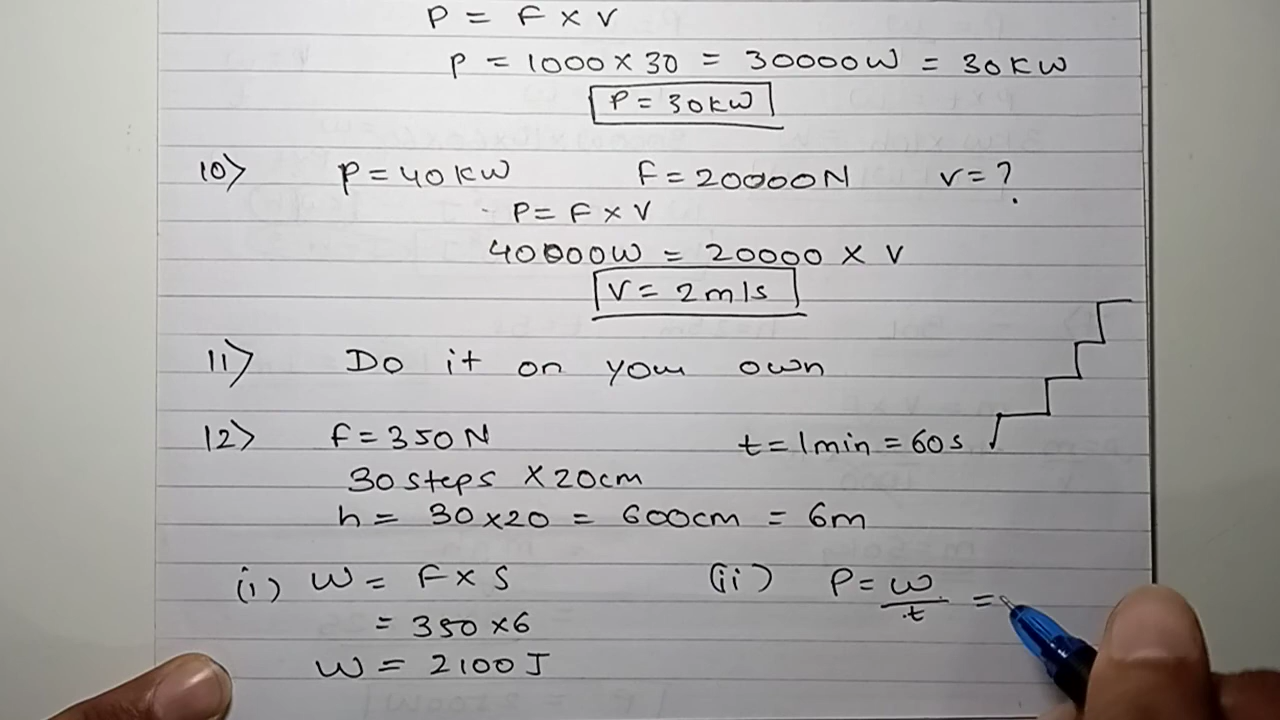 P = F x V
P = 1000 x 30 = 30000W = 30KW
P = 30KW
10) P = 40KW F = 20000N V = ?
P = F x V
40000W = 20000 x V
V = 2m/s
11) Do it on your own
12) F = 350N t = 1min = 60s
30 steps x 20cm
h = 30 x 20 = 600cm = 6m
(i) W = F x S (ii) P = W/t =
= 350 x 6
W = 2100J